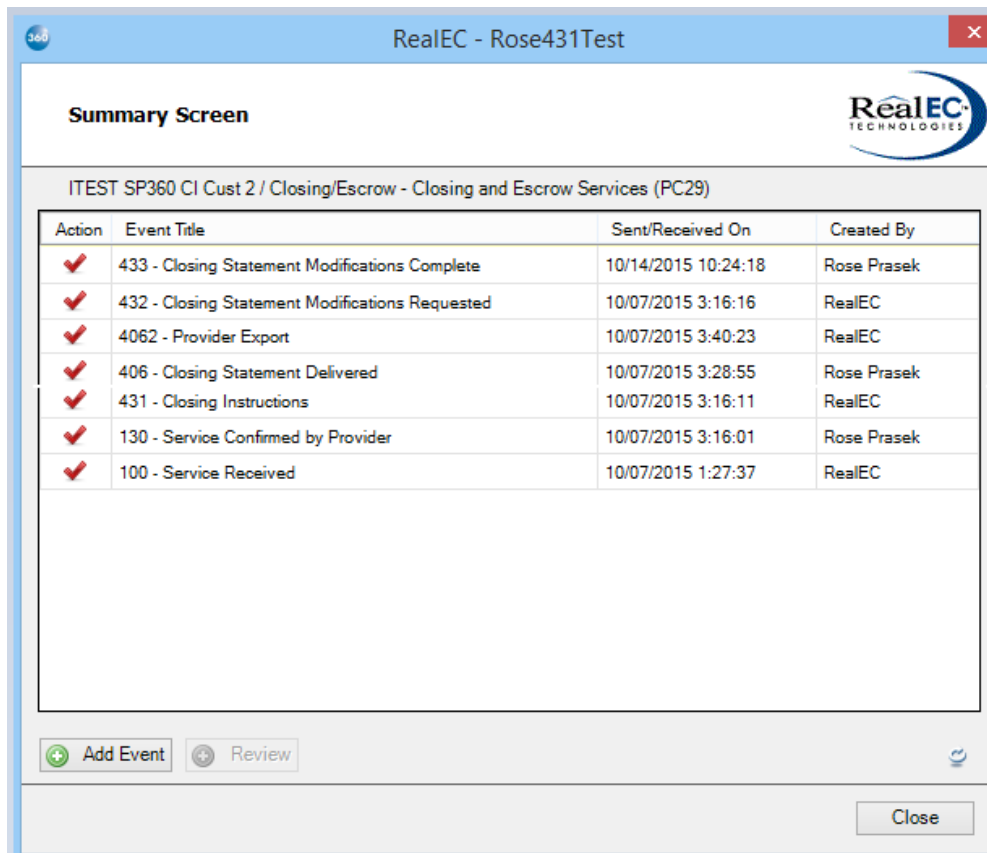 360
RealEC - Rose431Test
Summary Screen
RealEC
TECHNOLOGIES
ITEST SP360 CI Cust 2 / Closing/Escrow - Closing and Escrow Services (PC29)
Action Event Title Sent/Received On Created By
433 - Closing Statement Modifications Complete 10/14/2015 10:24:18 Rose Prasek
432 - Closing Statement Modifications Requested 10/07/2015 3:16:16 RealEC
4062 - Provider Export 10/07/2015 3:40:23 RealEC
406 - Closing Statement Delivered 10/07/2015 3:28:55 Rose Prasek
431 - Closing Instructions 10/07/2015 3:16:11 RealEC
130 - Service Confirmed by Provider 10/07/2015 3:16:01 Rose Prasek
100 - Service Received 10/07/2015 1:27:37 RealEC
Add Event Review
Close